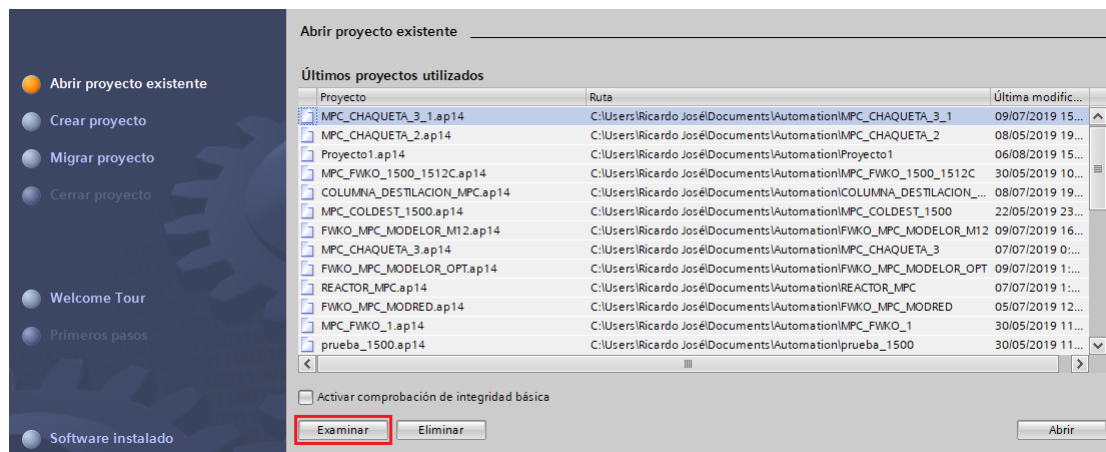 Abrir proyecto existente
Crear proyecto
Migrar proyecto
Cerrar proyecto
Welcome Tour
Primeros pasos
Software instalado
Abrir proyecto existente
Últimos proyectos utilizados
Proyecto Ruta Última modific...
MPC_CHAQUETA_3_1.ap14 C:\Users\Ricardo José\Documents\Automation\MPC_CHAQUETA_3_1 09/07/2019 15...
MPC_CHAQUETA_2.ap14 C:\Users\Ricardo José\Documents\Automation\MPC_CHAQUETA_2 08/05/2019 19...
Proyecto1.ap14 C:\Users\Ricardo José\Documents\Automation\Proyecto1 06/08/2019 15...
MPC_FWKO_1500_1512C.ap14 C:\Users\Ricardo José\Documents\Automation\MPC_FWKO_1500_1512C 30/05/2019 10...
COLUMNA_DESTILACION_MPC.ap14 C:\Users\Ricardo José\Documents\Automation\COLUMNA_DESTILACION_... 08/07/2019 19...
MPC_COLDEST_1500.ap14 C:\Users\Ricardo José\Documents\Automation\MPC_COLDEST_1500 22/05/2019 23...
FWKO_MPC_MODELOR_M12.ap14 C:\Users\Ricardo José\Documents\Automation\FWKO_MPC_MODELOR_M12 09/07/2019 16...
MPC_CHAQUETA_3.ap14 C:\Users\Ricardo José\Documents\Automation\MPC_CHAQUETA_3 07/07/2019 0:...
FWKO_MPC_MODELOR_OPT.ap14 C:\Users\Ricardo José\Documents\Automation\FWKO_MPC_MODELOR_OPT 09/07/2019 1:...
REACTOR_MPC.ap14 C:\Users\Ricardo José\Documents\Automation\REACTOR_MPC 07/07/2019 1:...
FWKO_MPC_MODRED.ap14 C:\Users\Ricardo José\Documents\Automation\FWKO_MPC_MODRED 05/07/2019 12...
MPC_FWKO_1.ap14 C:\Users\Ricardo José\Documents\Automation\MPC_FWKO_1 30/05/2019 11...
prueba_1500.ap14 C:\Users\Ricardo José\Documents\Automation\prueba_1500 30/05/2019 11...
Activar comprobación de integridad básica
Examinar Eliminar Abrir